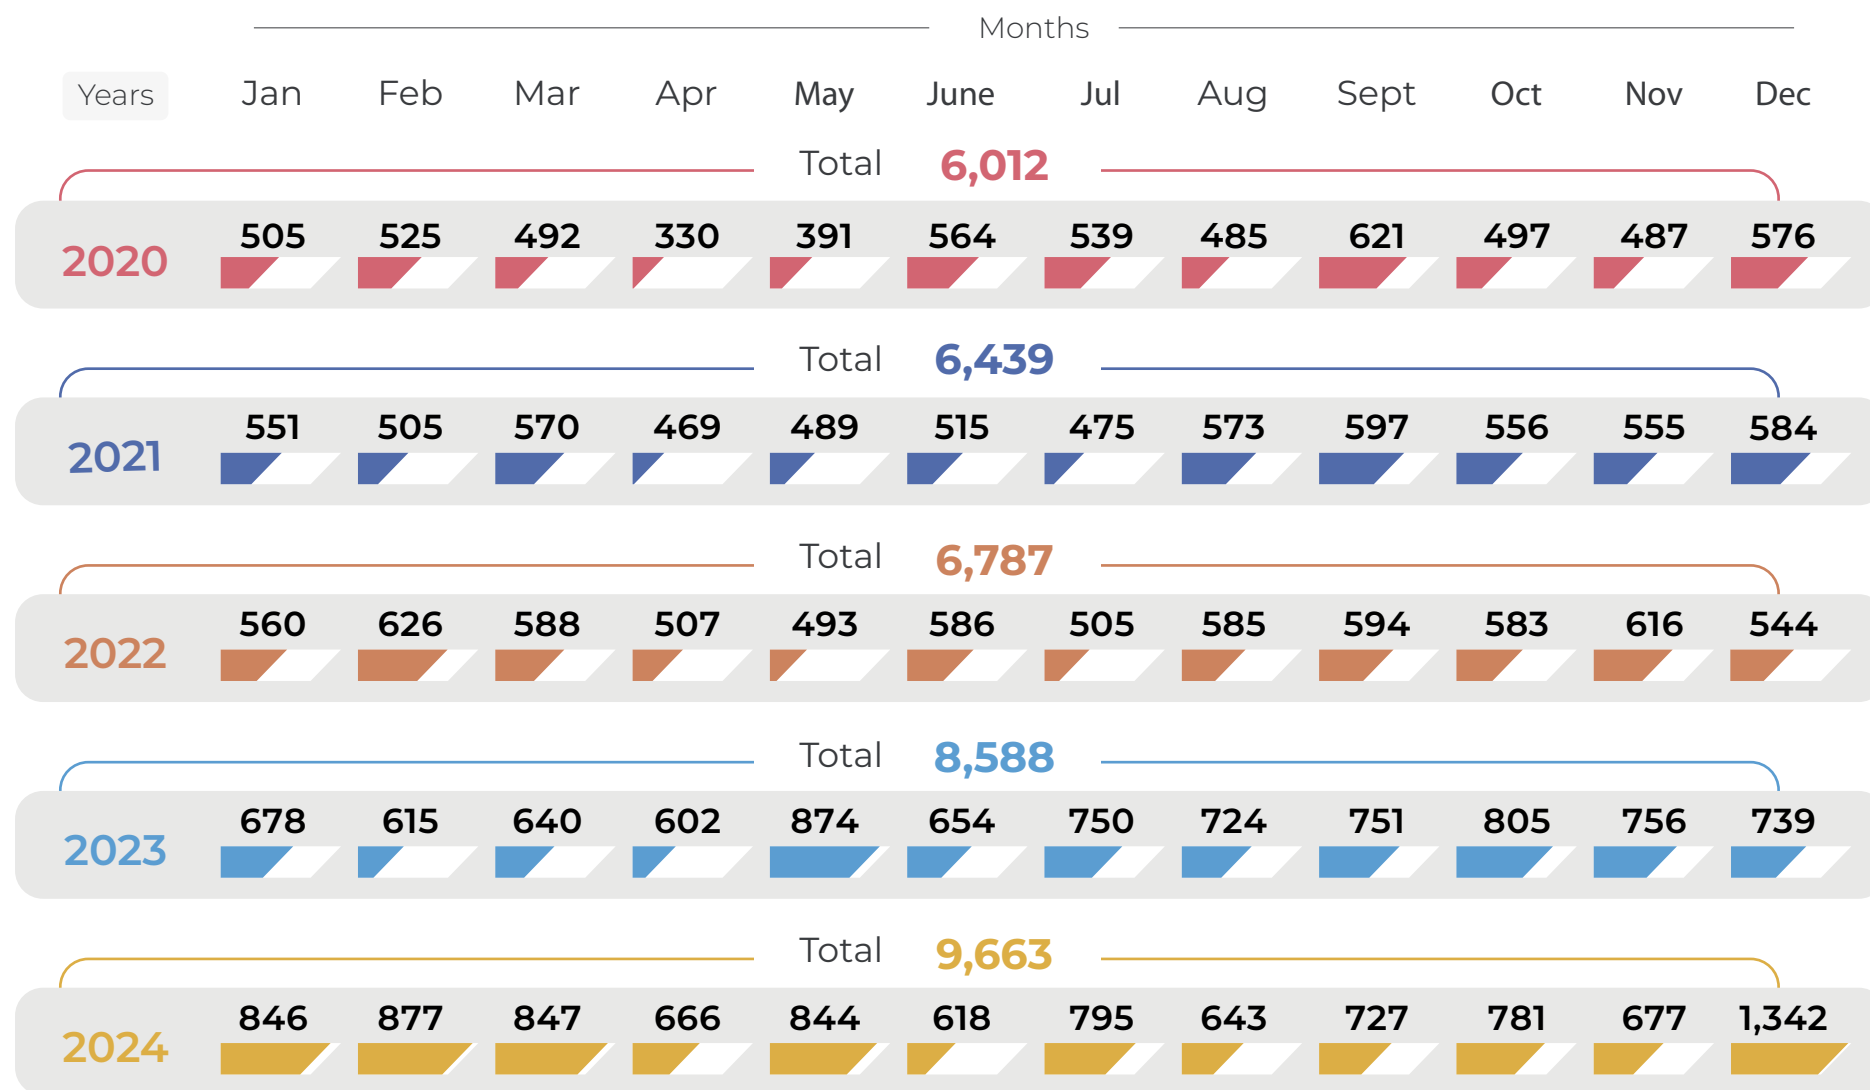 Months
Years Jan Feb Mar Apr May June Jul Aug Sept Oct Nov Dec
Total 6,012
2020 505 525 492 330 391 564 539 485 621 497 487 576
Total 6,439
2021 551 505 570 469 489 515 475 573 597 556 555 584
Total 6,787
2022 560 626 588 507 493 586 505 585 594 583 616 544
Total 8,588
2023 678 615 640 602 874 654 750 724 751 805 756 739
Total 9,663
2024 846 877 847 666 844 618 795 643 727 781 677 1,342